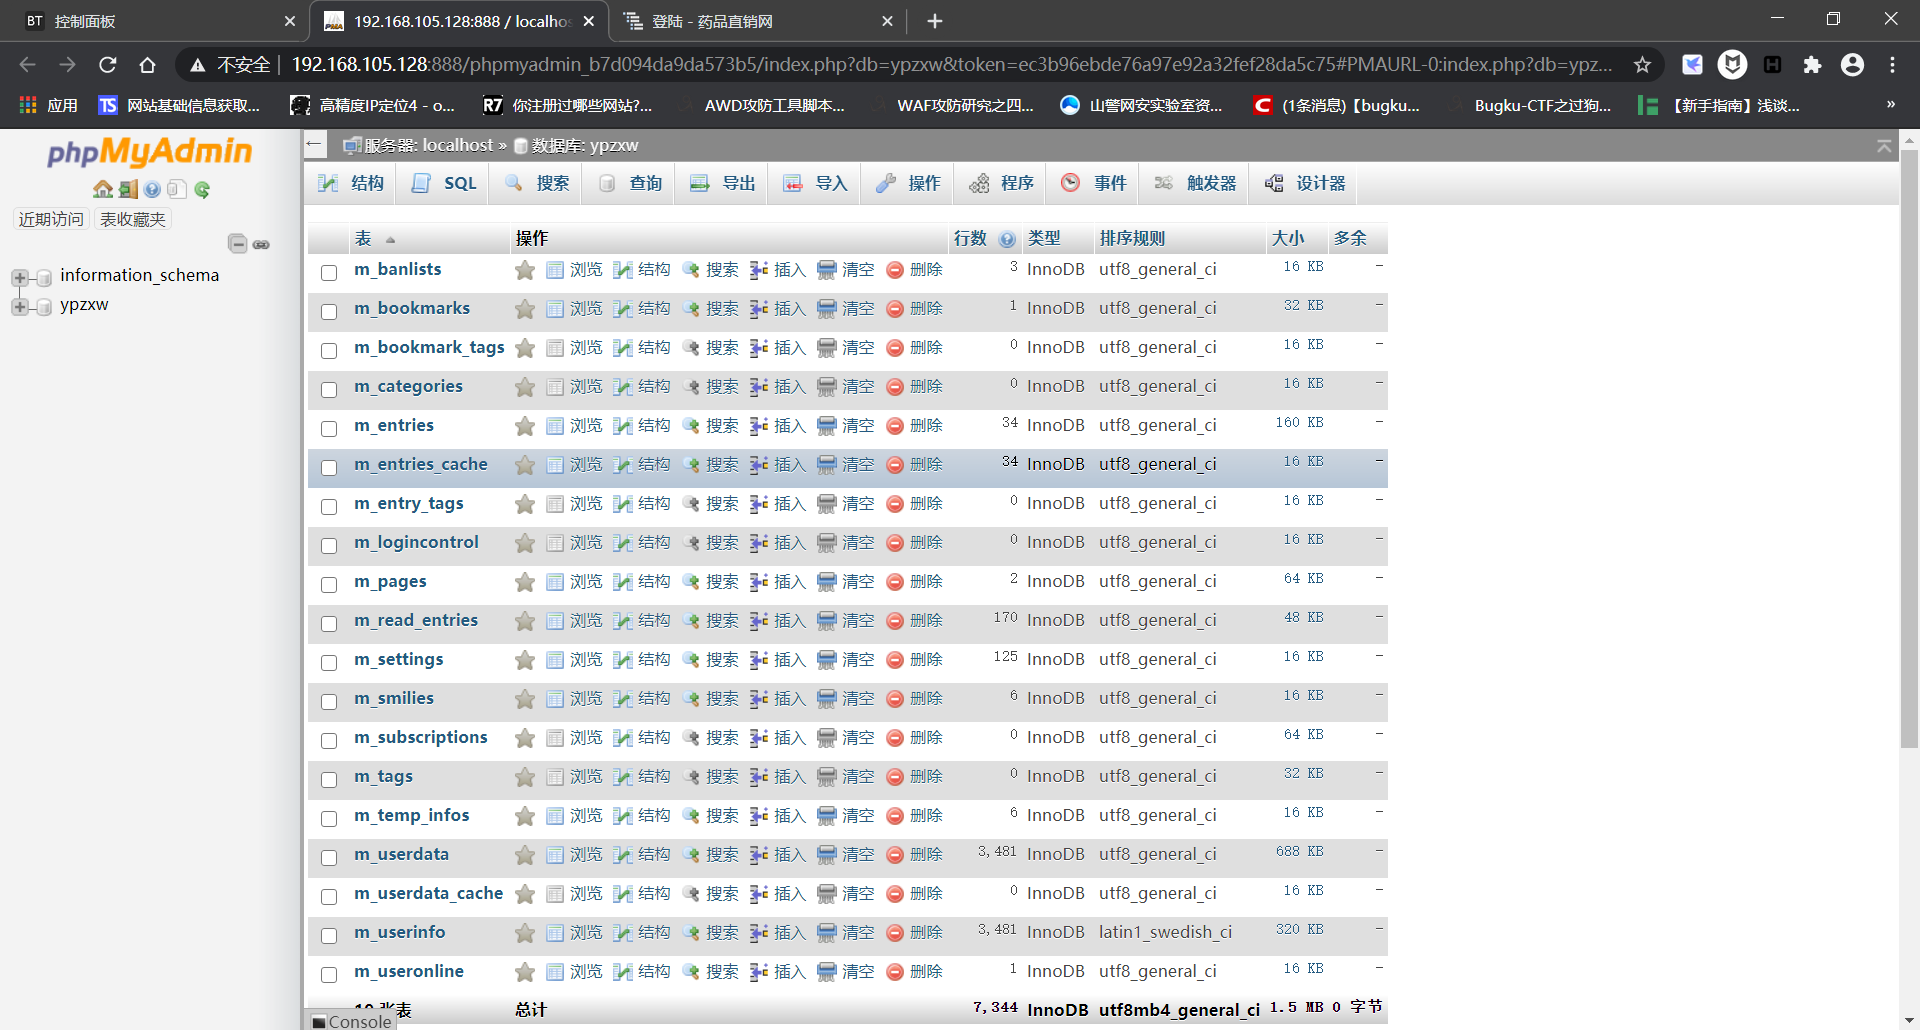 BT 控制面板
192.168.105.128:888 / localhos
登陆 - 药品直销网
不安全 | 192.168.105.128:888/phpmyadmin_b7d094da9da573b5/index.php?db=ypzxw&token=ec3b96ebde76a97e92a32fef28da5c75#PMAURL-0:index.php?db=ypz...
应用 TS 网站基础信息获取... 高精度IP定位4 - o... R7 你注册过哪些网站?... AWD攻防工具脚本... WAF攻防研究之四... 山警网安实验室资... C (1条消息)【bugku... Bugku-CTF之过狗... 【新手指南】浅谈... »
phpMyAdmin
近期访问 表收藏夹
information_schema
ypzxw
服务器: localhost » 数据库: ypzxw
结构 SQL 搜索 查询 导出 导入 操作 程序 事件 触发器 设计器
表 操作 行数 类型 排序规则 大小 多余
m_banlists 浏览 结构 搜索 插入 清空 删除 3 InnoDB utf8_general_ci 16 KB -
m_bookmarks 浏览 结构 搜索 插入 清空 删除 1 InnoDB utf8_general_ci 32 KB -
m_bookmark_tags 浏览 结构 搜索 插入 清空 删除 0 InnoDB utf8_general_ci 16 KB -
m_categories 浏览 结构 搜索 插入 清空 删除 0 InnoDB utf8_general_ci 16 KB -
m_entries 浏览 结构 搜索 插入 清空 删除 34 InnoDB utf8_general_ci 160 KB -
m_entries_cache 浏览 结构 搜索 插入 清空 删除 34 InnoDB utf8_general_ci 16 KB -
m_entry_tags 浏览 结构 搜索 插入 清空 删除 0 InnoDB utf8_general_ci 16 KB -
m_logincontrol 浏览 结构 搜索 插入 清空 删除 0 InnoDB utf8_general_ci 16 KB -
m_pages 浏览 结构 搜索 插入 清空 删除 2 InnoDB utf8_general_ci 64 KB -
m_read_entries 浏览 结构 搜索 插入 清空 删除 170 InnoDB utf8_general_ci 48 KB -
m_settings 浏览 结构 搜索 插入 清空 删除 125 InnoDB utf8_general_ci 16 KB -
m_smilies 浏览 结构 搜索 插入 清空 删除 6 InnoDB utf8_general_ci 16 KB -
m_subscriptions 浏览 结构 搜索 插入 清空 删除 0 InnoDB utf8_general_ci 64 KB -
m_tags 浏览 结构 搜索 插入 清空 删除 0 InnoDB utf8_general_ci 32 KB -
m_temp_infos 浏览 结构 搜索 插入 清空 删除 6 InnoDB utf8_general_ci 16 KB -
m_userdata 浏览 结构 搜索 插入 清空 删除 3,481 InnoDB utf8_general_ci 688 KB -
m_userdata_cache 浏览 结构 搜索 插入 清空 删除 0 InnoDB utf8_general_ci 16 KB -
m_userinfo 浏览 结构 搜索 插入 清空 删除 3,481 InnoDB latin1_swedish_ci 320 KB -
m_useronline 浏览 结构 搜索 插入 清空 删除 1 InnoDB utf8_general_ci 16 KB -
19 张表 总计 7,344 InnoDB utf8mb4_general_ci 1.5 MB 0 字节
Console